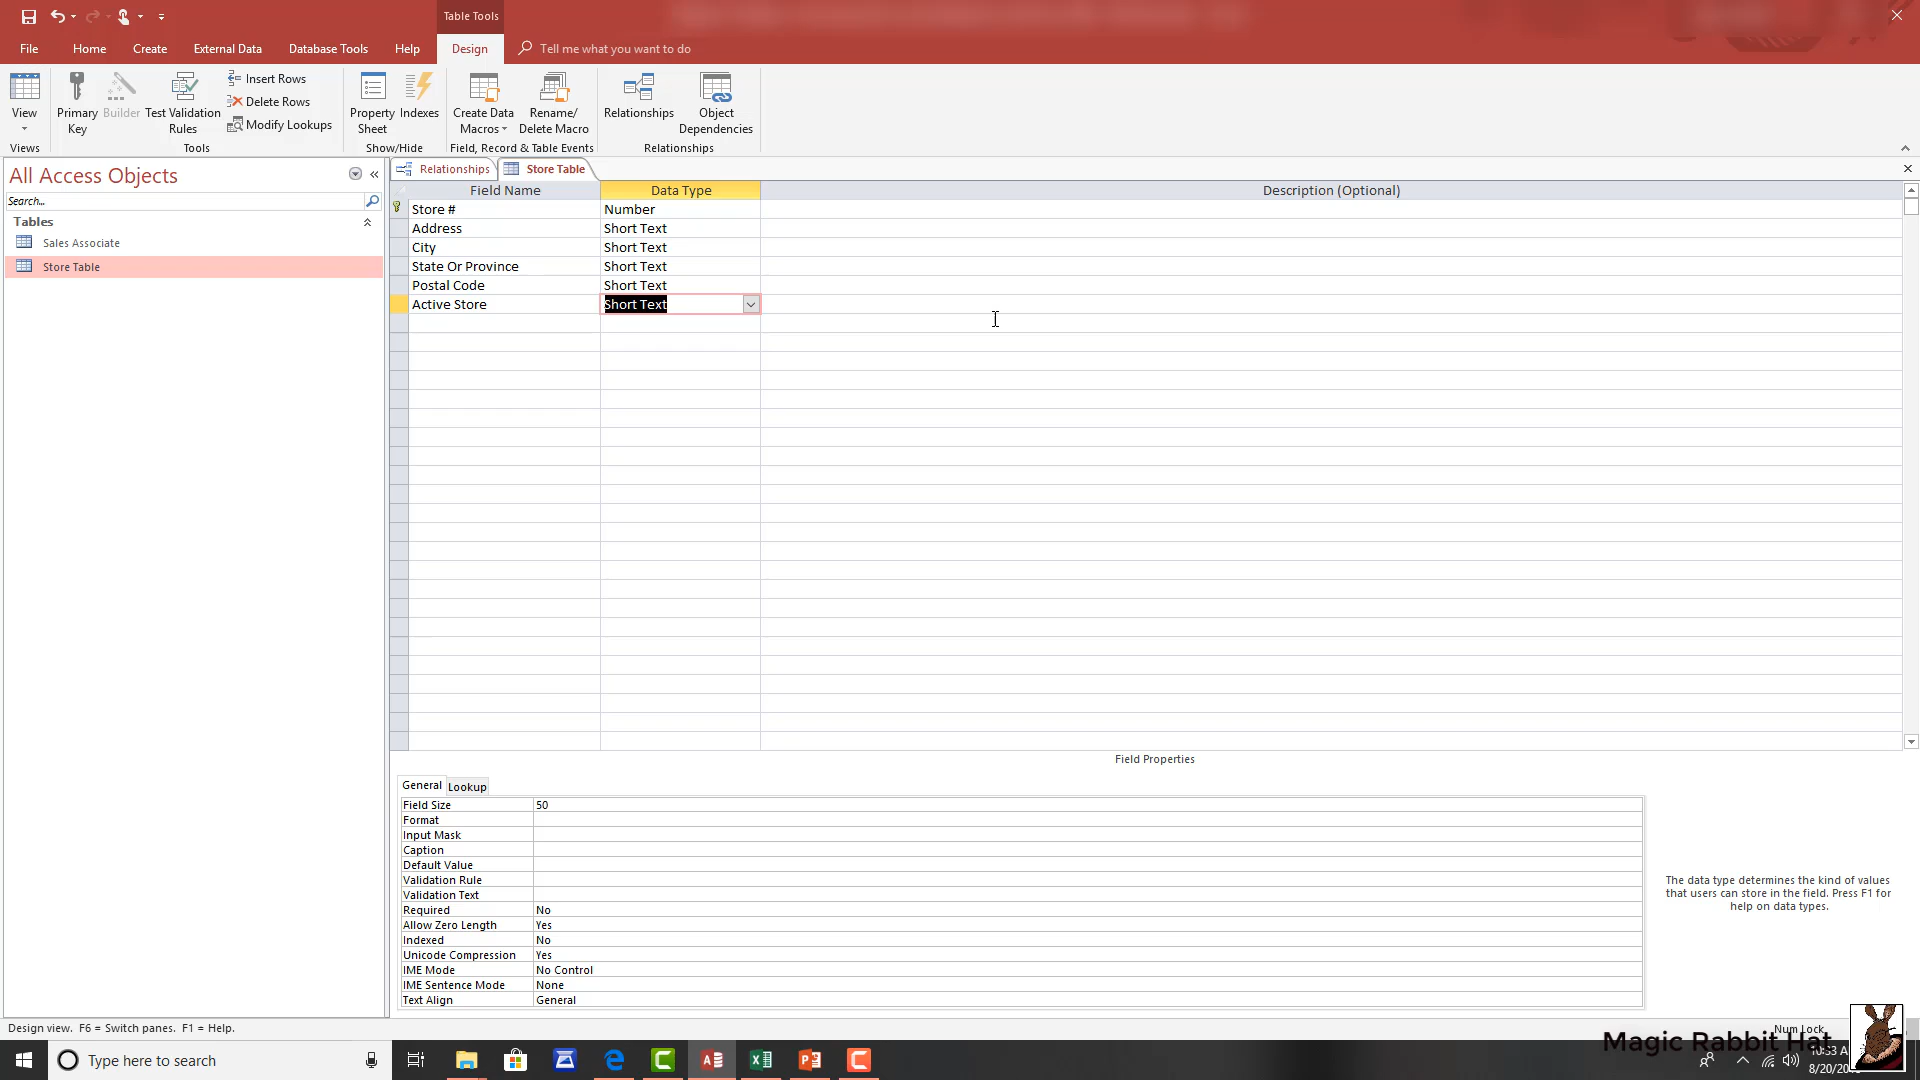 Table Tools
File Home Create External Data Database Tools Help Design Tell me what you want to do
View
Primary Key
Builder
Test Validation Rules
Insert Rows
Delete Rows
Modify Lookups
Property Sheet
Indexes
Create Data Macros
Rename/ Delete Macro
Relationships
Object Dependencies
Views Tools Show/Hide Field, Record & Table Events Relationships
All Access Objects
Search...
Tables
Sales Associate
Store Table
Relationships Store Table
Field Name Data Type Description (Optional)
Store # Number
Address Short Text
City Short Text
State Or Province Short Text
Postal Code Short Text
Active Store Short Text
Field Properties
General Lookup
Field Size 50
Format
Input Mask
Caption
Default Value
Validation Rule
Validation Text
Required No
Allow Zero Length Yes
Indexed No
Unicode Compression Yes
IME Mode No Control
IME Sentence Mode None
Text Align General
The data type determines the kind of values
that users can store in the field. Press F1 for
help on data types.
Design view. F6 = Switch panes. F1 = Help.
Num Lock
Magic Rabbit Hat
Type here to search